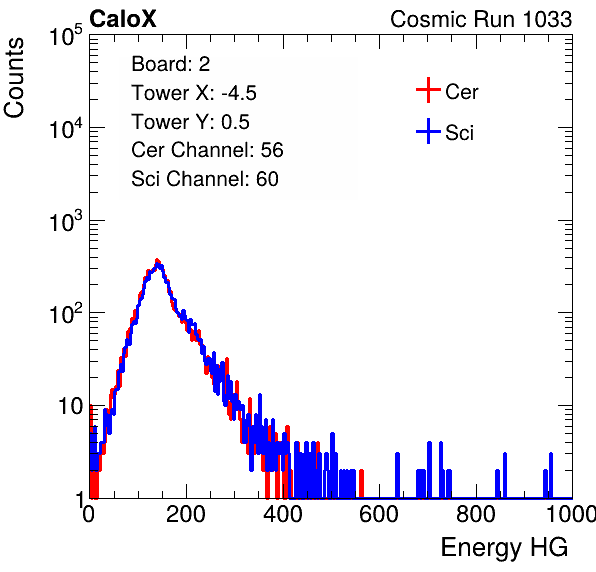 CaloX Cosmic Run 1033
Counts
10^5
10^4
10^3
10^2
10
1
Board: 2
Tower X: -4.5
Tower Y: 0.5
Cer Channel: 56
Sci Channel: 60
Cer
Sci
0 200 400 600 800 1000
Energy HG